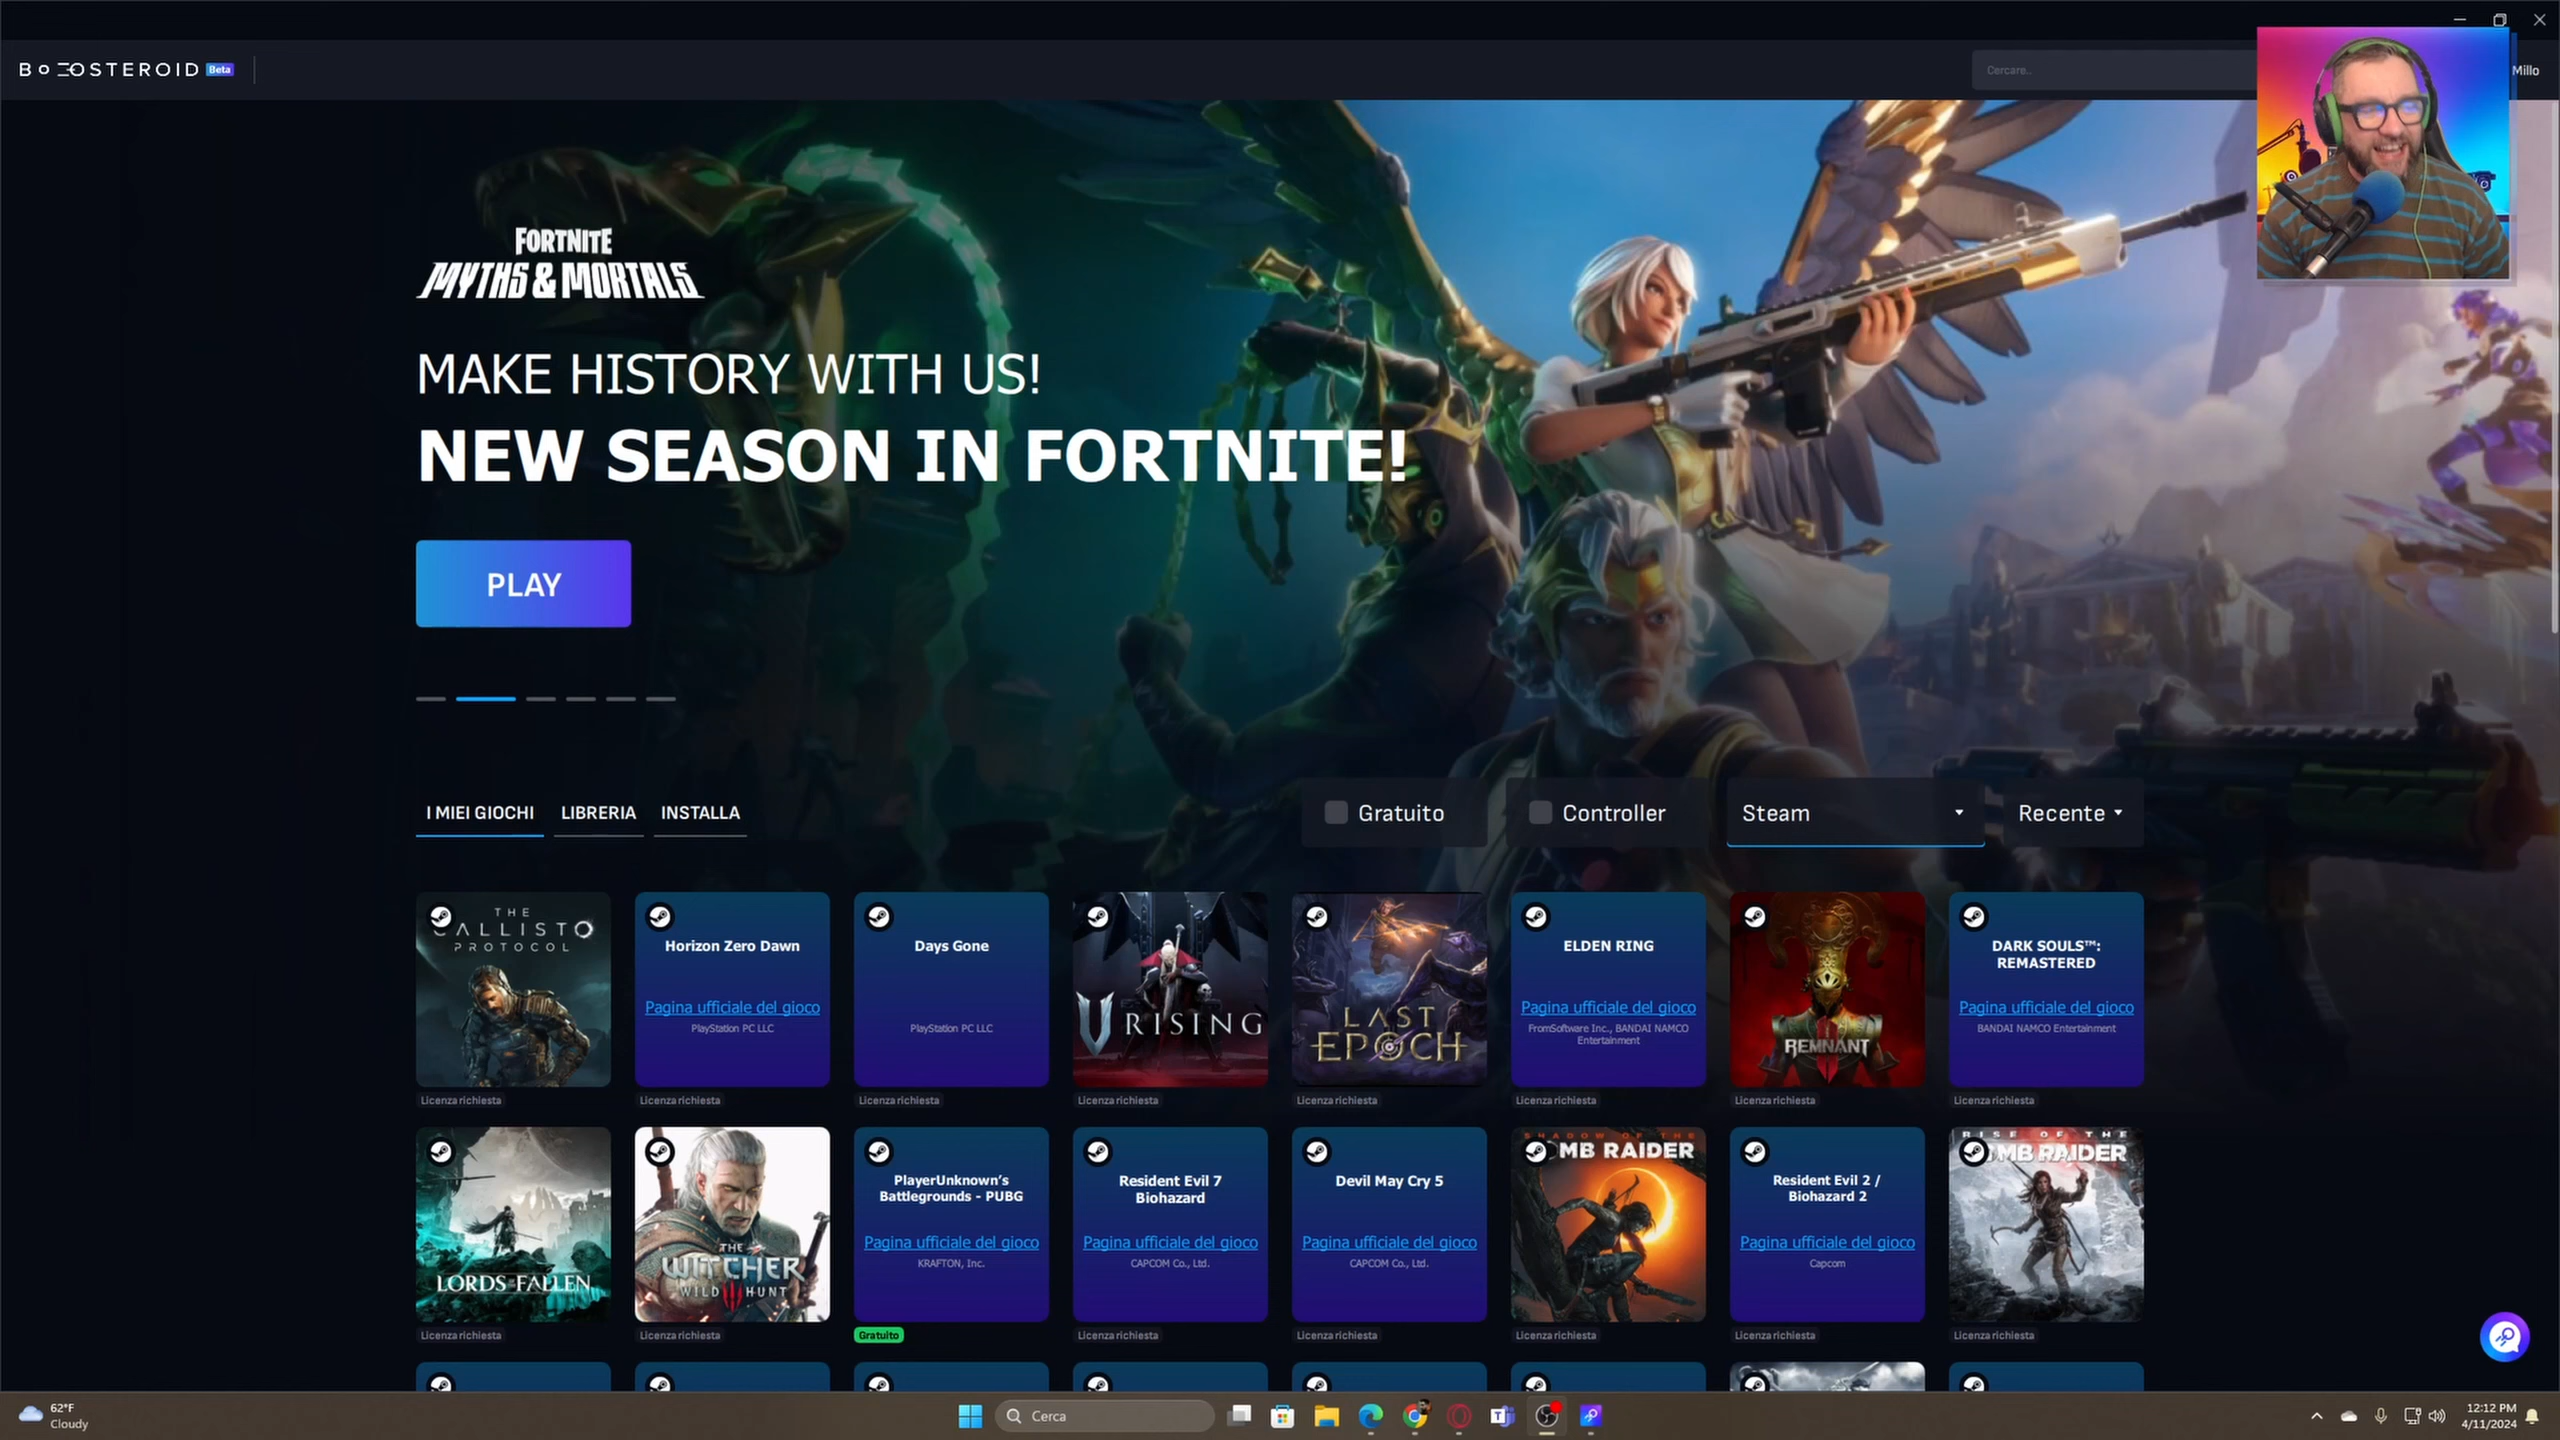 BOOSTEROID Beta
Cercare..
Millo
FORTNITE
MYTHS & MORTALS
MAKE HISTORY WITH US!
NEW SEASON IN FORTNITE!
PLAY
I MIEI GIOCHI LIBRERIA INSTALLA
Gratuito Controller Steam Recente
THE
CALLISTO
PROTOCOL
Licenza richiesta
Horizon Zero Dawn
Pagina ufficiale del gioco
PlayStation PC LLC
Licenza richiesta
Days Gone
PlayStation PC LLC
Licenza richiesta
V RISING
Licenza richiesta
LAST
EPOCH
Licenza richiesta
ELDEN RING
Pagina ufficiale del gioco
FromSoftware Inc., BANDAI NAMCO
Entertainment
Licenza richiesta
REMNANT
II
Licenza richiesta
DARK SOULS™:
REMASTERED
Pagina ufficiale del gioco
BANDAI NAMCO Entertainment
Licenza richiesta
LORDS OF THE FALLEN
Licenza richiesta
THE
WITCHER
WILD HUNT
Licenza richiesta
PlayerUnknown’s
Battlegrounds - PUBG
Pagina ufficiale del gioco
KRAFTON, Inc.
Gratuito
Resident Evil 7
Biohazard
Pagina ufficiale del gioco
CAPCOM Co., Ltd.
Licenza richiesta
Devil May Cry 5
Pagina ufficiale del gioco
CAPCOM Co., Ltd.
Licenza richiesta
SHADOW OF THE
MB RAIDER
Licenza richiesta
Resident Evil 2 /
Biohazard 2
Pagina ufficiale del gioco
Capcom
Licenza richiesta
RISE OF THE
MB RAIDER
Licenza richiesta
62°F
Cloudy
Cerca
12:12 PM
4/11/2024